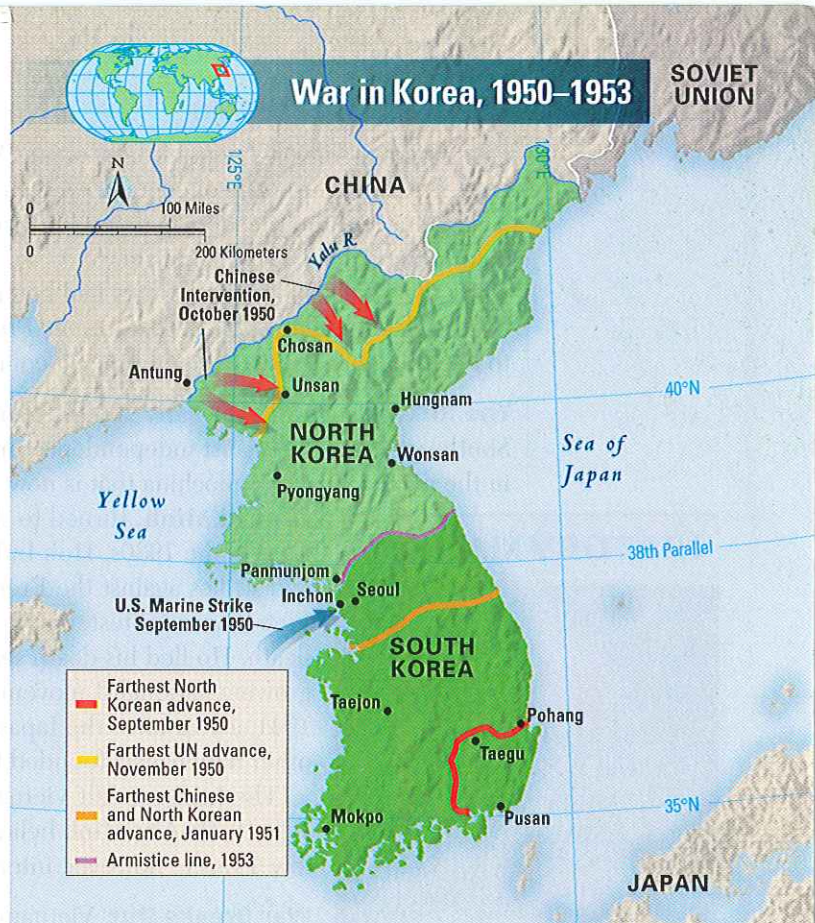 War in Korea, 1950–1953
SOVIET
UNION
125°E
130°E
N
CHINA
0
100 Miles
0
200 Kilometers
Yalu R.
Chinese
Intervention,
October 1950
Chosan
Antung
Unsan
40°N
Hungnam
NORTH
KOREA
Wonsan
Sea of
Japan
Pyongyang
Yellow
Sea
38th Parallel
Panmunjom
Inchon
Seoul
U.S. Marine Strike
September 1950
SOUTH
KOREA
Farthest North
Korean advance,
September 1950
Farthest UN advance,
November 1950
Farthest Chinese
and North Korean
advance, January 1951
Armistice line, 1953
Taejon
Pohang
Taegu
35°N
Mokpo
Pusan
JAPAN